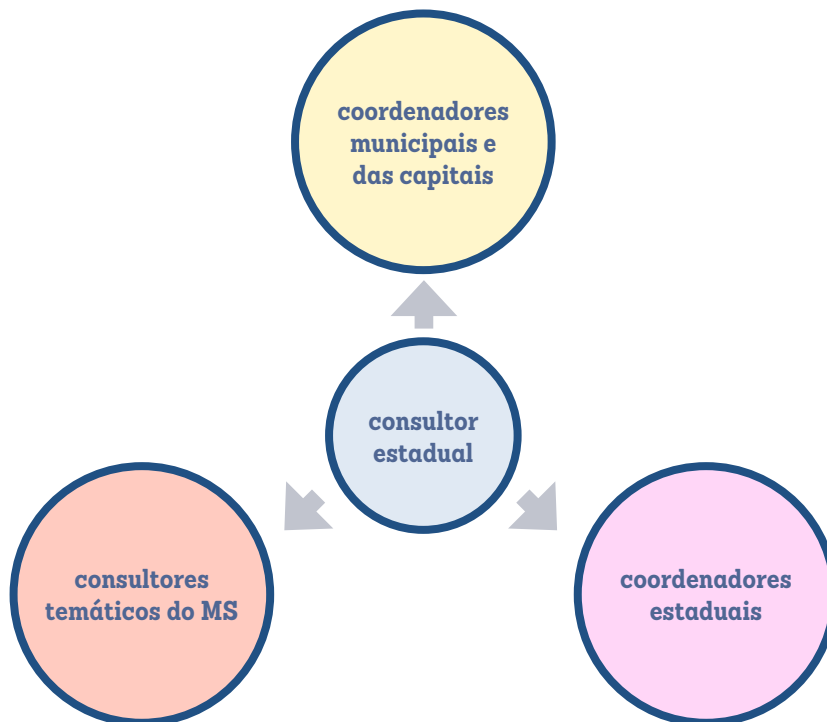 coordenadores
municipais e
das capitais
consultor
estadual
consultores
temáticos do MS
coordenadores
estaduais